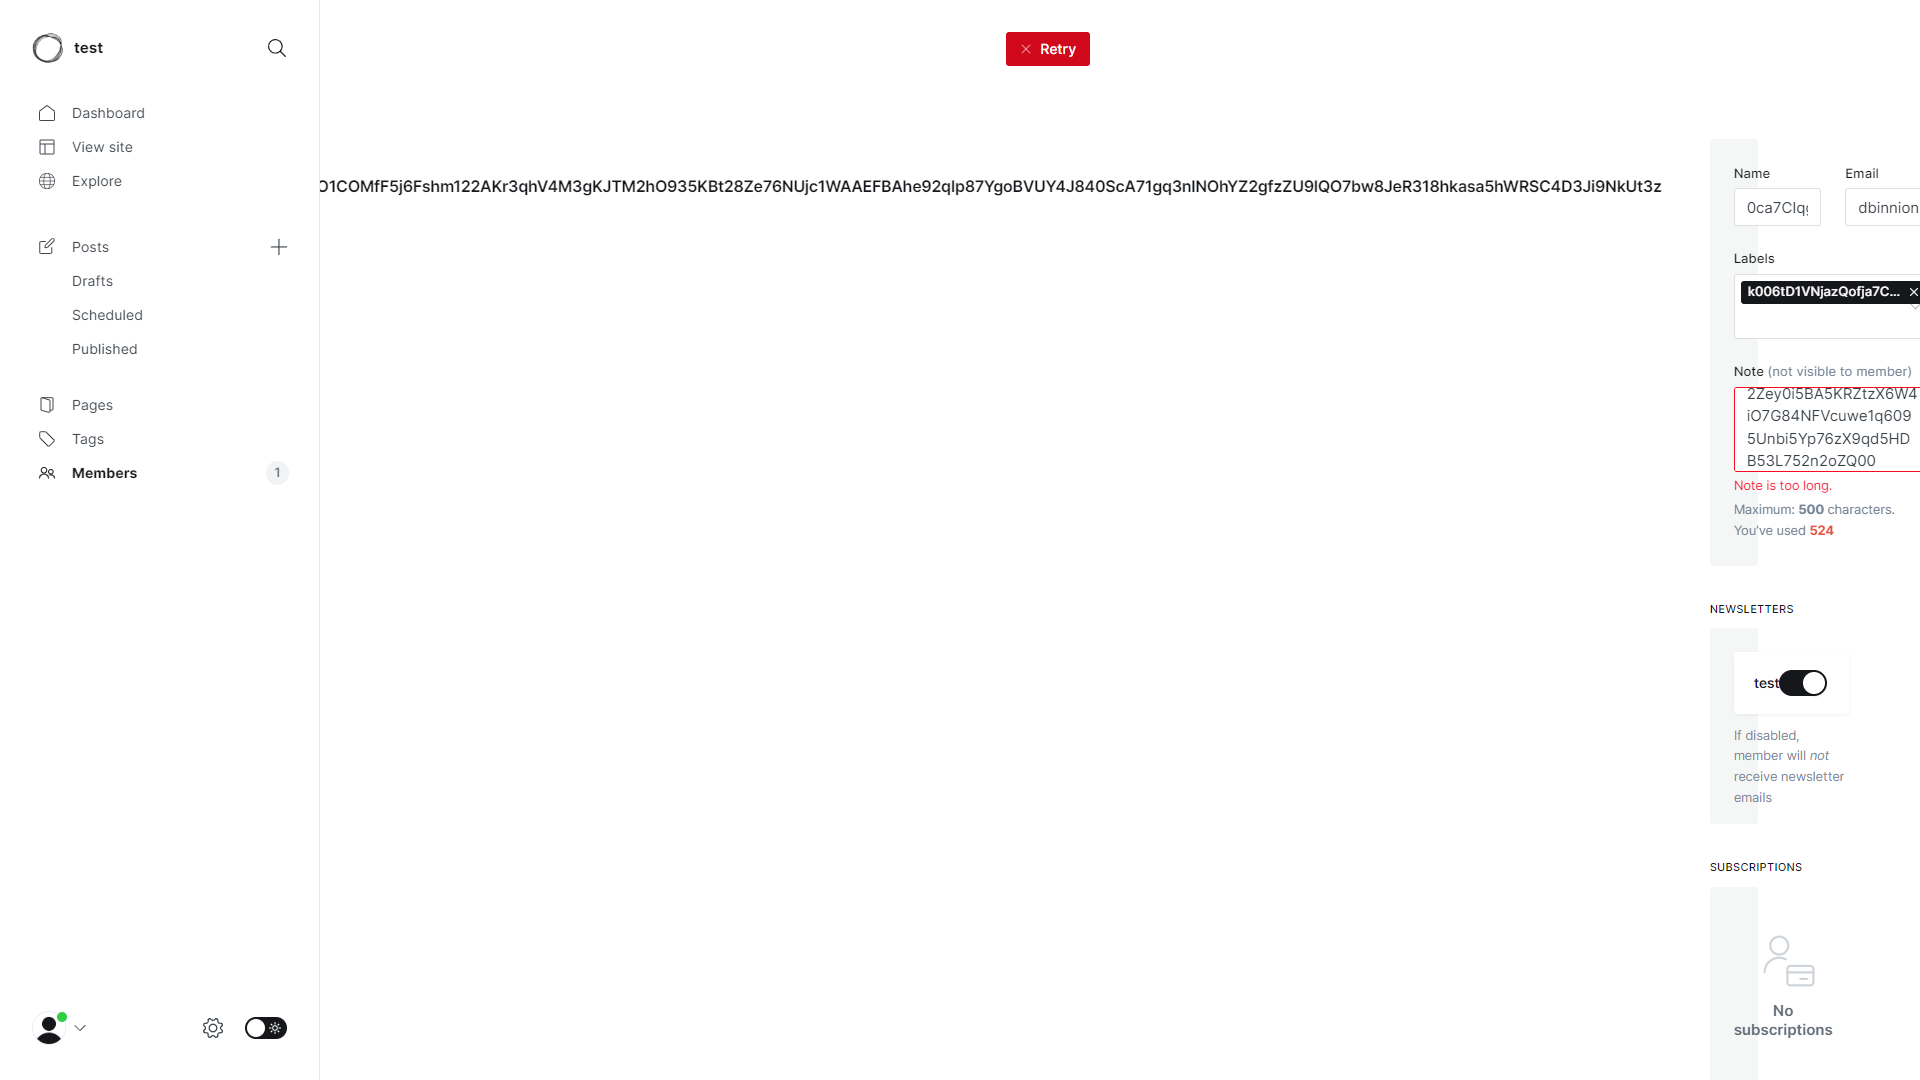 test
Retry
Dashboard
View site
Explore
O1COMfF5j6Fshm122AKr3qhV4M3gKJTM2hO935KBt28Ze76NUjc1WAAEFBAhe92qIp87YgoBVUY4J840ScA71gq3nINOhYZ2gfzZU9IQO7bw8JeR318hkasa5hWRSC4D3Ji9NkUt3z
Posts
Drafts
Scheduled
Published
Pages
Tags
Members 1
Name Email
0ca7CIq dbinnion
Labels
k006tD1VNjazQofja7C...
Note (not visible to member)
2Zey0i5BA5KRZtzX6W4
iO7G84NFVcuwe1q609
5Unbi5Yp76zX9qd5HD
B53L752n2oZQ00
Note is too long.
Maximum: 500 characters.
You've used 524
NEWSLETTERS
test
If disabled,
member will not
receive newsletter
emails
SUBSCRIPTIONS
No
subscriptions